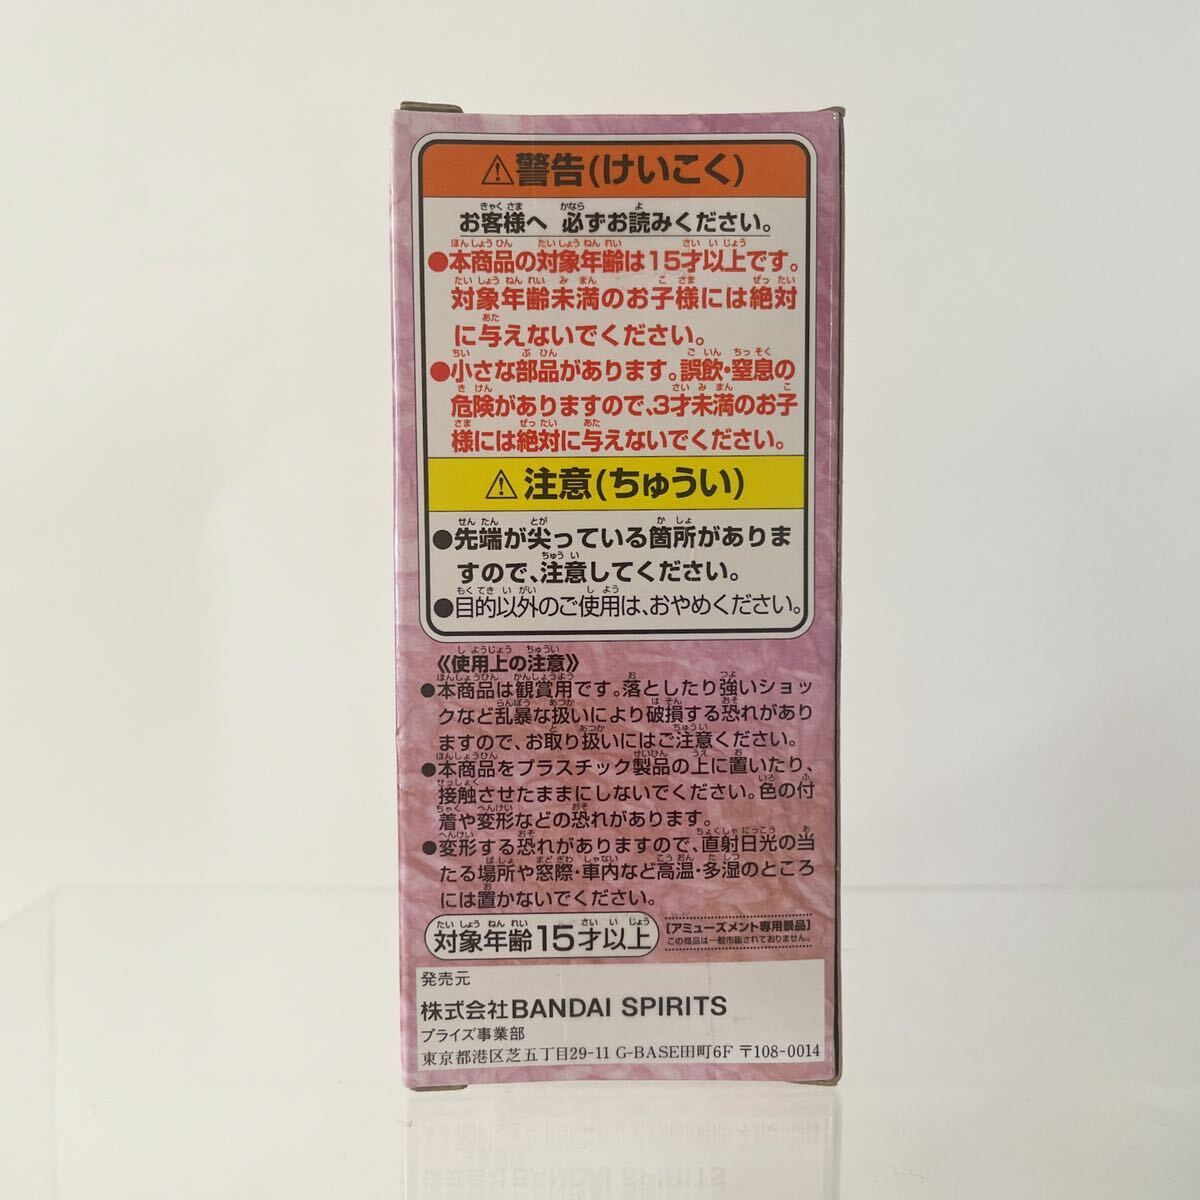 ⚠警告(けいこく)
お客様へ 必ずお読みください。
●本商品の対象年齢は15才以上です。
対象年齢未満のお子様には絶対
に与えないでください。
●小さな部品があります。誤飲・窒息の
危険がありますので、3才未満のお子
様には絶対に与えないでください。
⚠注意(ちゅうい)
●先端が尖っている箇所がありま
すので、注意してください。
●目的以外のご使用は、おやめください。
《使用上の注意》
●本商品は観賞用です。落としたり強いショッ
クなど乱暴な扱いにより破損する恐れがあり
ますので、お取り扱いにはご注意ください。
●本商品をプラスチック製品の上に置いたり、
接触させたままにしないでください。色の付
着や変形などの恐れがあります。
●変形する恐れがありますので、直射日光の当
たる場所や窓際・車内など高温・多湿のところ
には置かないでください。
対象年齢15才以上
[アミューズメント専用景品]
この商品は一般市販されておりません。
発売元
株式会社BANDAI SPIRITS
プライズ事業部
東京都港区芝五丁目29-11 G-BASE田町6F 〒108-0014